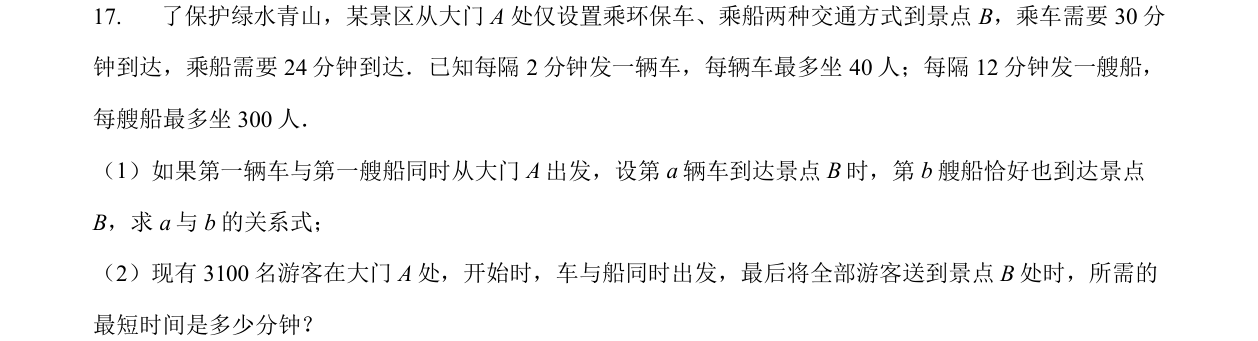 17. 了保护绿水青山，某景区从大门 A 处仅设置乘环保车、乘船两种交通方式到景点 B，乘车需要 30 分
钟到达，乘船需要 24 分钟到达．已知每隔 2 分钟发一辆车，每辆车最多坐 40 人；每隔 12 分钟发一艘船，
每艘船最多坐 300 人．
（1）如果第一辆车与第一艘船同时从大门 A 出发，设第 a 辆车到达景点 B 时，第 b 艘船恰好也到达景点
B，求 a 与 b 的关系式；
（2）现有 3100 名游客在大门 A 处，开始时，车与船同时出发，最后将全部游客送到景点 B 处时，所需的
最短时间是多少分钟？